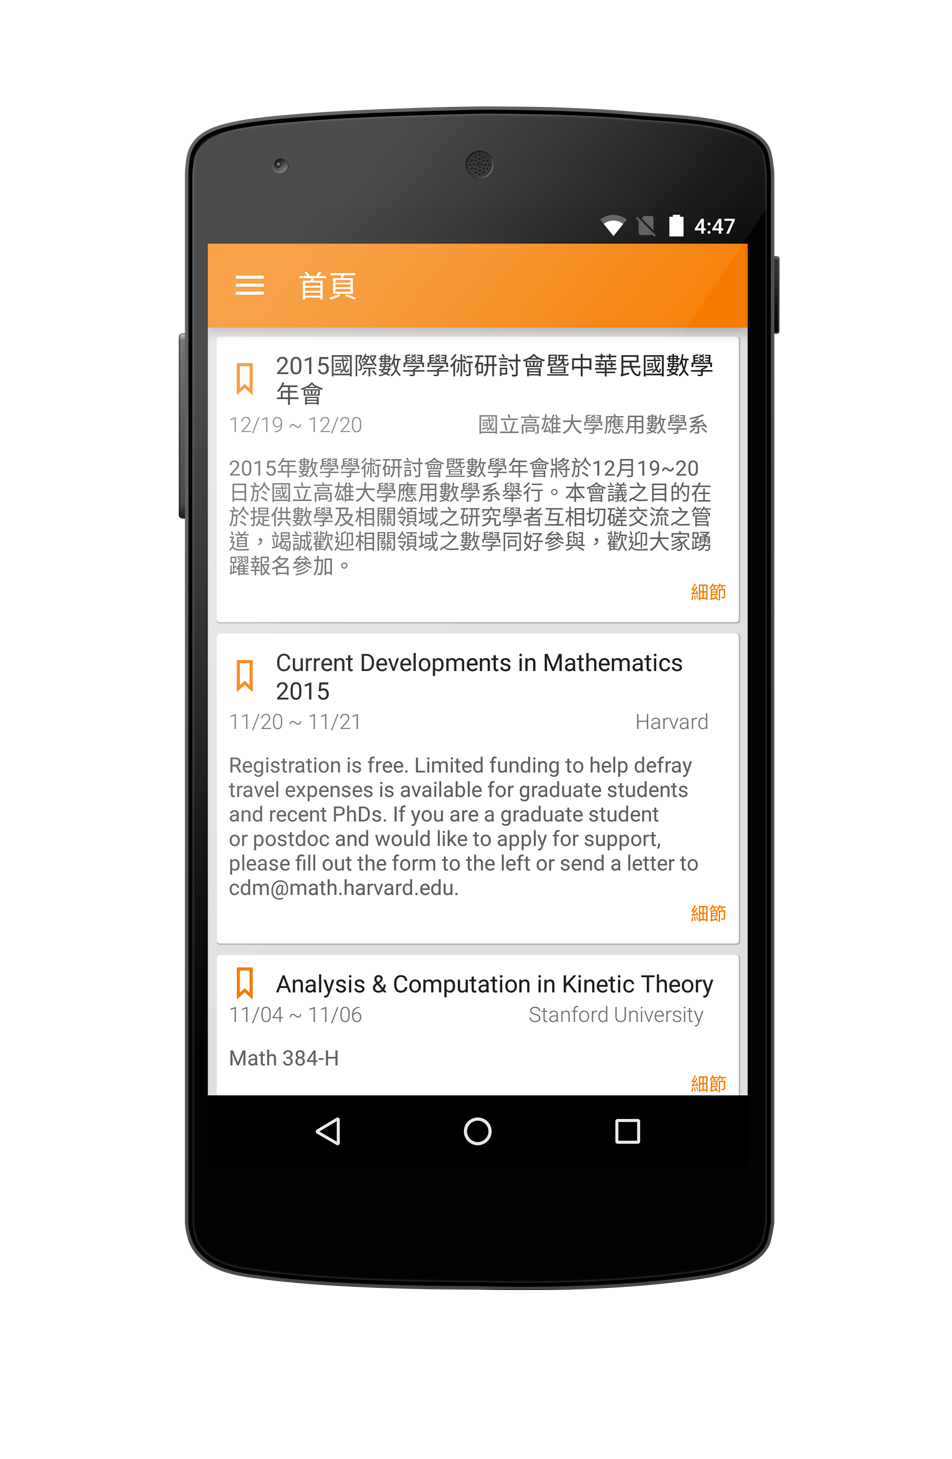 4:47
首頁
2015國際數學學術研討會暨中華民國數學
年會
12/19 ~ 12/20 國立高雄大學應用數學系
2015年數學學術研討會暨數學年會將於12月19~20
日於國立高雄大學應用數學系舉行。本會議之目的在
於提供數學及相關領域之研究學者互相切磋交流之管
道，竭誠歡迎相關領域之數學同好參與，歡迎大家踴
躍報名參加。
細節
Current Developments in Mathematics
2015
11/20 ~ 11/21 Harvard
Registration is free. Limited funding to help defray
travel expenses is available for graduate students
and recent PhDs. If you are a graduate student
or postdoc and would like to apply for support,
please fill out the form to the left or send a letter to
cdm@math.harvard.edu.
細節
Analysis & Computation in Kinetic Theory
11/04 ~ 11/06 Stanford University
Math 384-H
細節